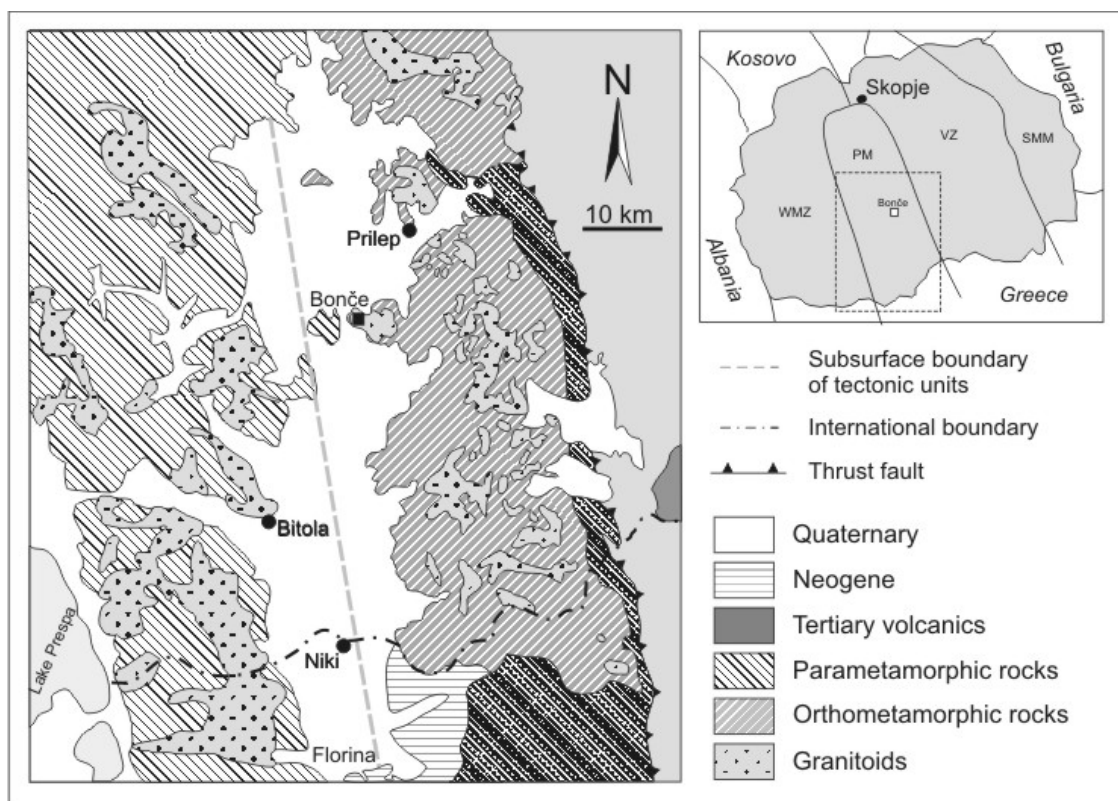 N
10 km
Prilep
Bonče
Bitola
Niki
Lake Prespa
Florina
Kosovo
Bulgaria
Skopje
VZ
SMM
PM
WMZ
Bonče
Albania
Greece
Subsurface boundary
of tectonic units
International boundary
Thrust fault
Quaternary
Neogene
Tertiary volcanics
Parametamorphic rocks
Orthometamorphic rocks
Granitoids